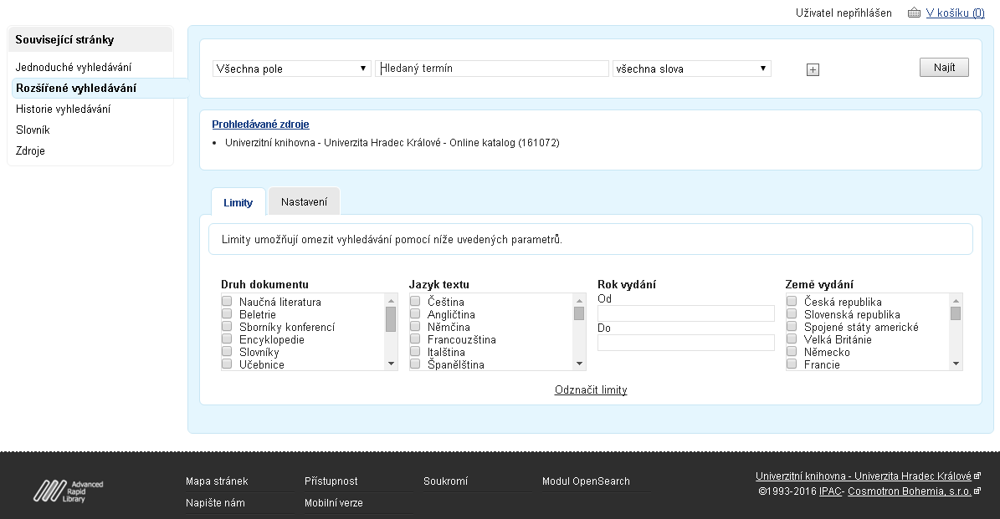 Uživatel nepřihlášen V košíku (0)
Související stránky
Jednoduché vyhledávání
Rozšířené vyhledávání
Historie vyhledávání
Slovník
Zdroje
Všechna pole Hledaný termín všechna slova + Najít
Prohledávané zdroje
Univerzitní knihovna - Univerzita Hradec Králové - Online katalog (161072)
Limity Nastavení
Limity umožňují omezit vyhledávání pomocí níže uvedených parametrů.
Druh dokumentu
Naučná literatura
Beletrie
Sborníky konferencí
Encyklopedie
Slovníky
Učebnice
Jazyk textu
Čeština
Angličtina
Němčina
Francouzština
Italština
Španělština
Rok vydání
Od
Do
Země vydání
Česká republika
Slovenská republika
Spojené státy americké
Velká Británie
Německo
Francie
Odznačit limity
Advanced
Rapid
Library
Mapa stránek Přístupnost Soukromí Modul OpenSearch
Napište nám Mobilní verze
Univerzitní knihovna - Univerzita Hradec Králové
©1993-2016 IPAC- Cosmotron Bohemia, s.r.o.